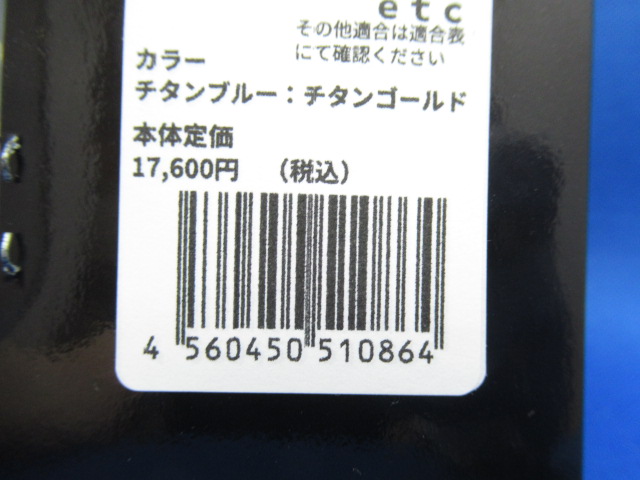 etc
その他適合は適合表
にて確認ください
カラー
チタンブルー：チタンゴールド
本体定価
17,600円　（税込）
4 560450 510864